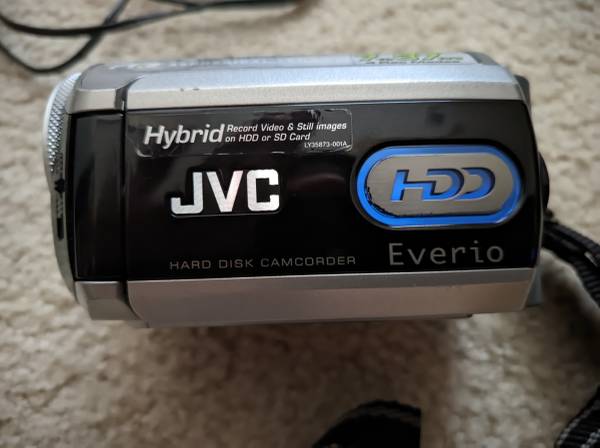 Hybrid Record Video & Still images
on HDD or SD Card
LY35873-001A
JVC
HDD
HARD DISK CAMCORDER
Everio